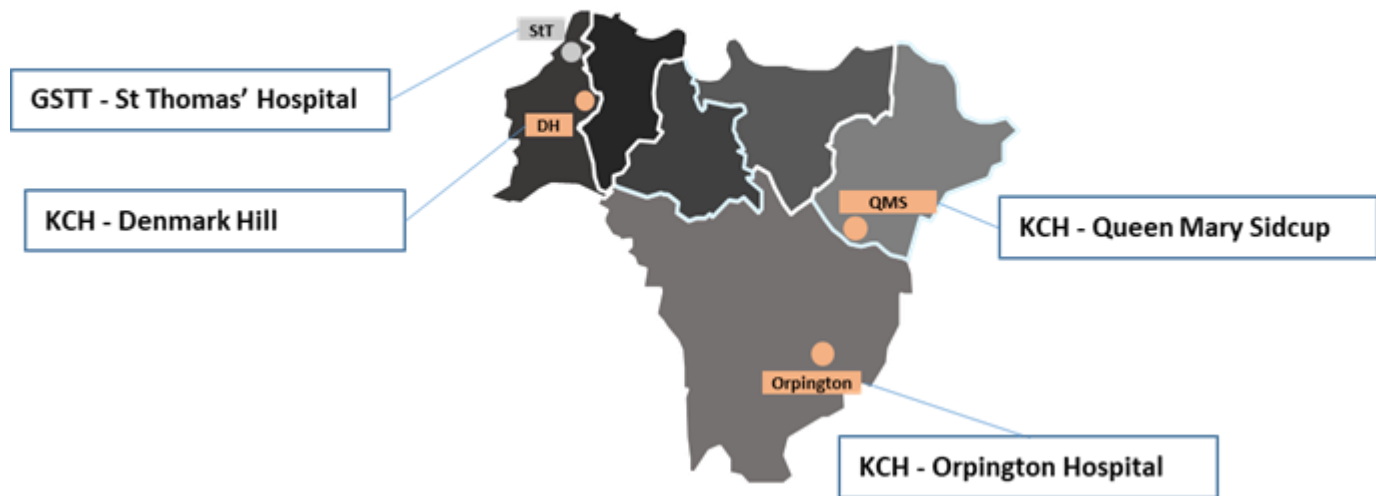 StT
GSTT - St Thomas’ Hospital
DH
KCH - Denmark Hill
QMS
KCH - Queen Mary Sidcup
Orpington
KCH - Orpington Hospital